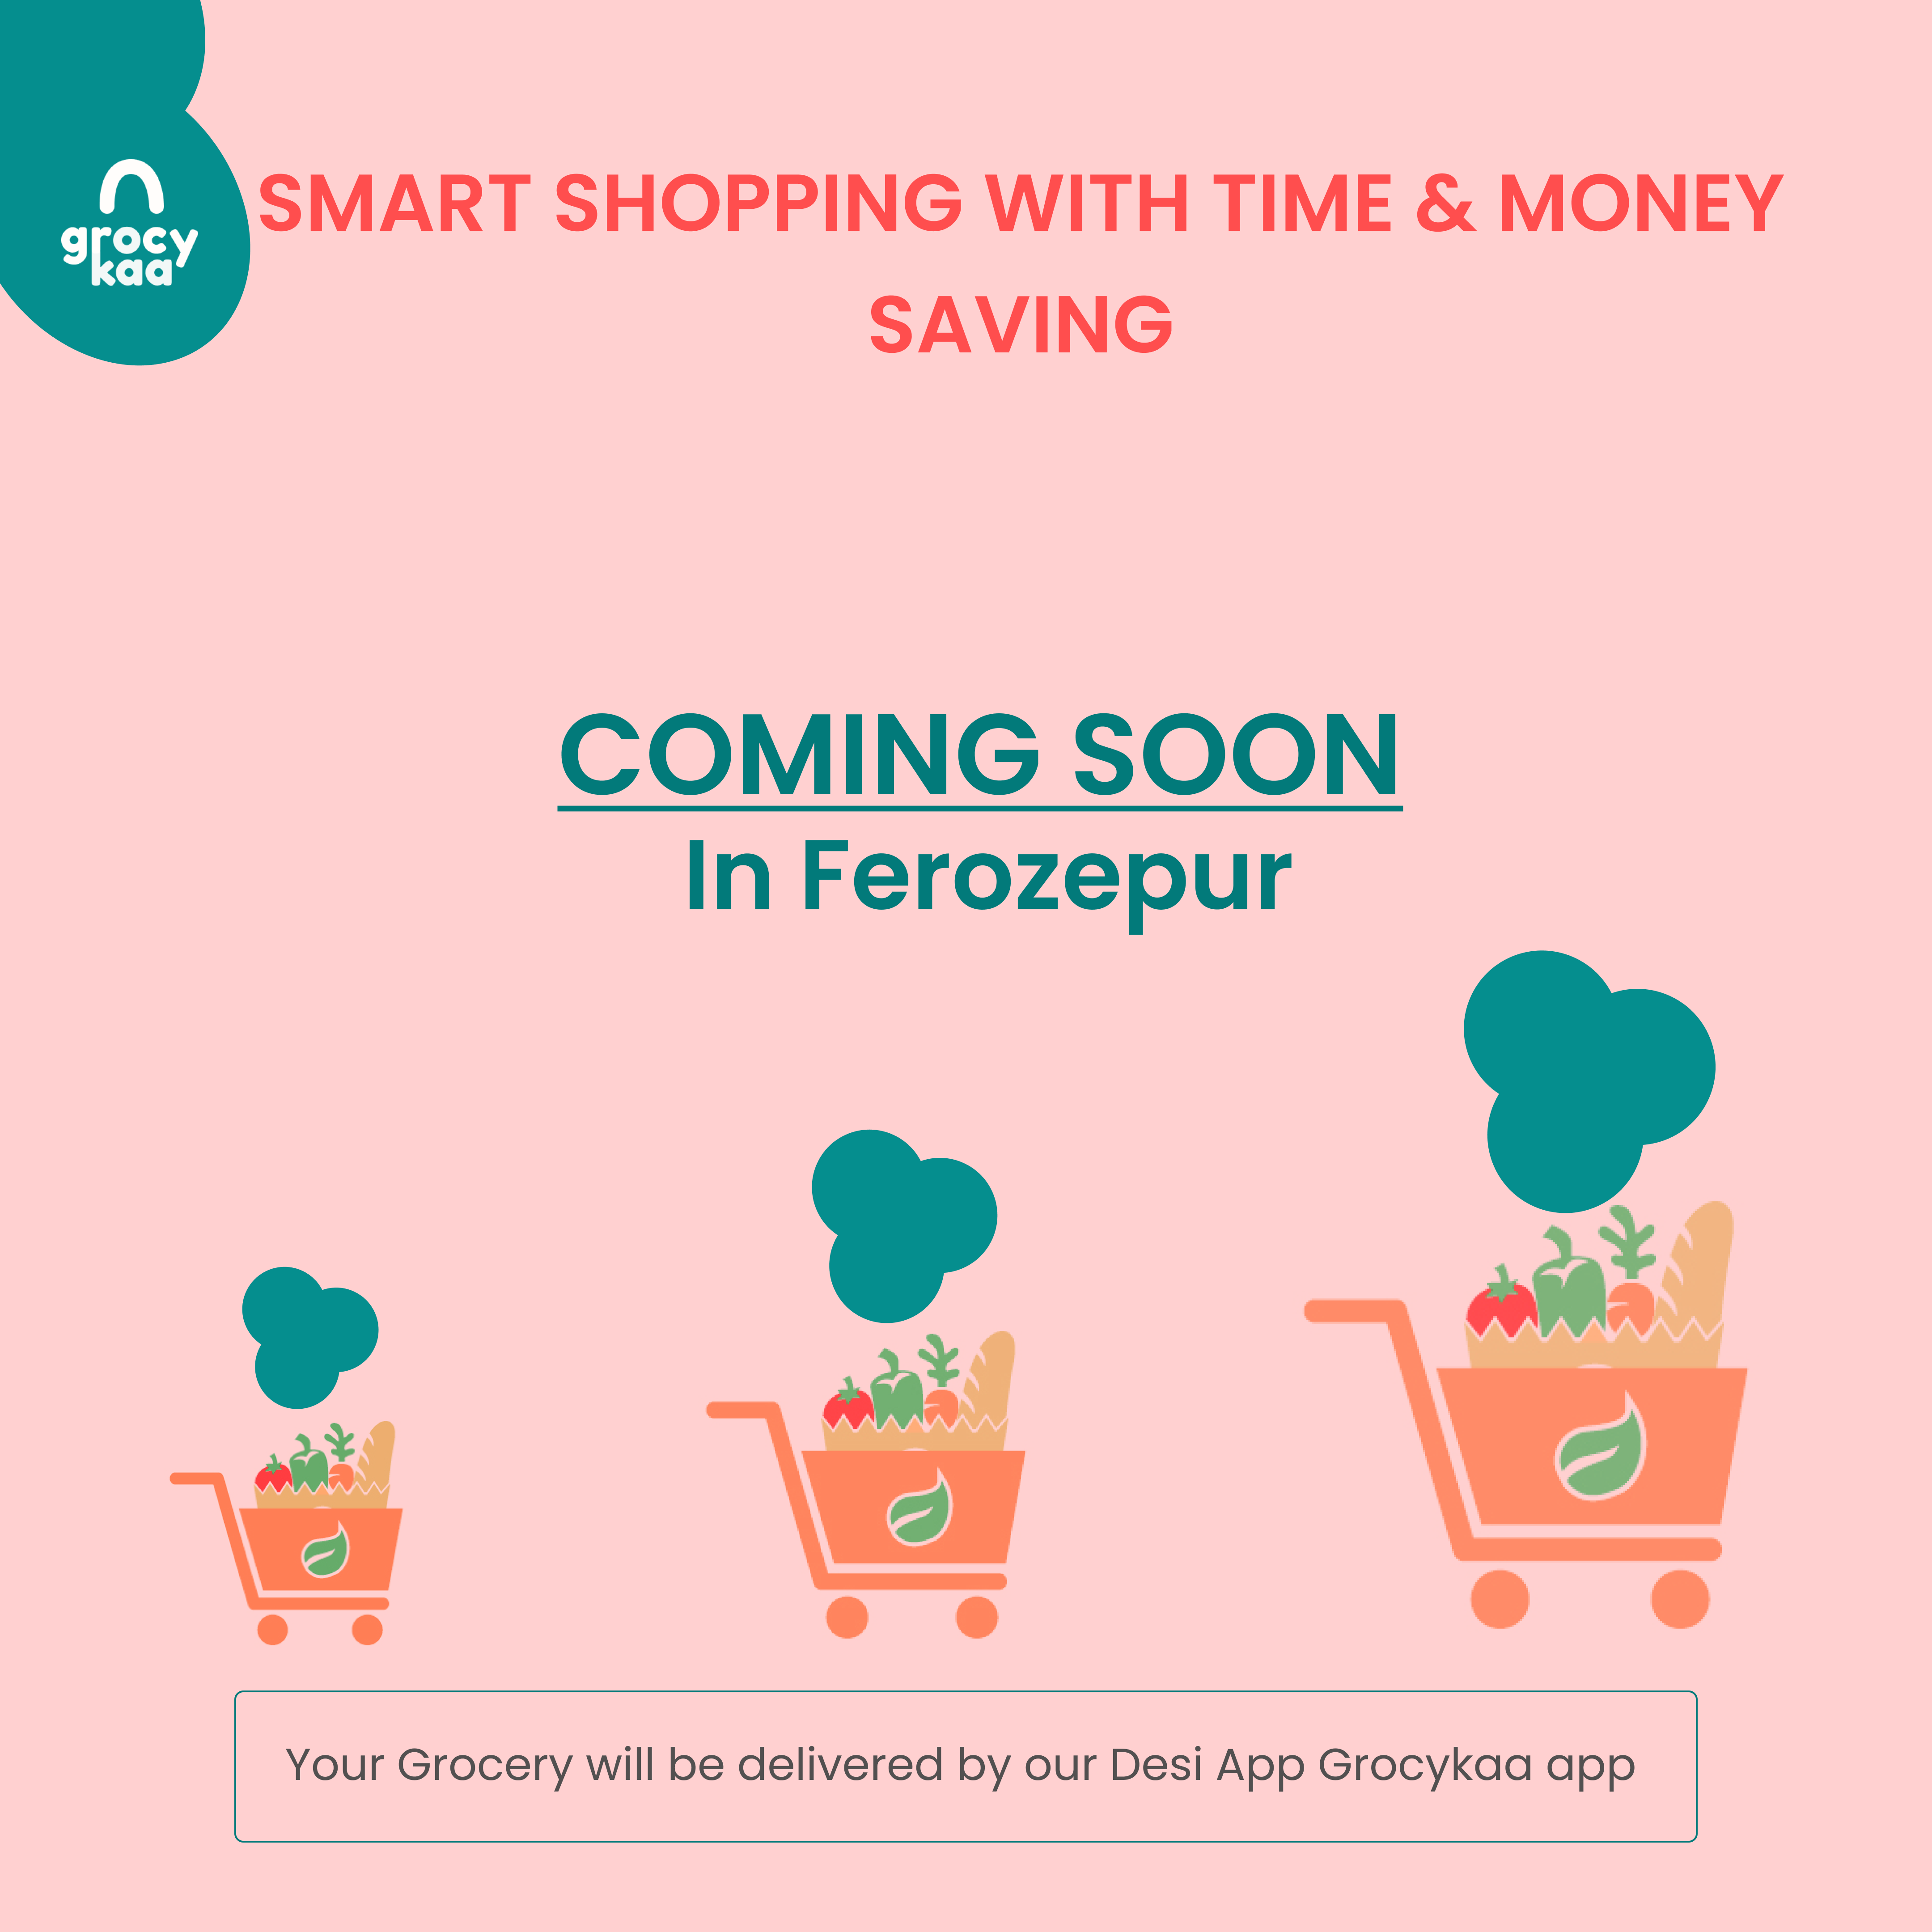 grocy
kaa
SMART SHOPPING WITH TIME & MONEY
SAVING
COMING SOON
In Ferozepur
Your Grocery will be delivered by our Desi App Grocykaa app